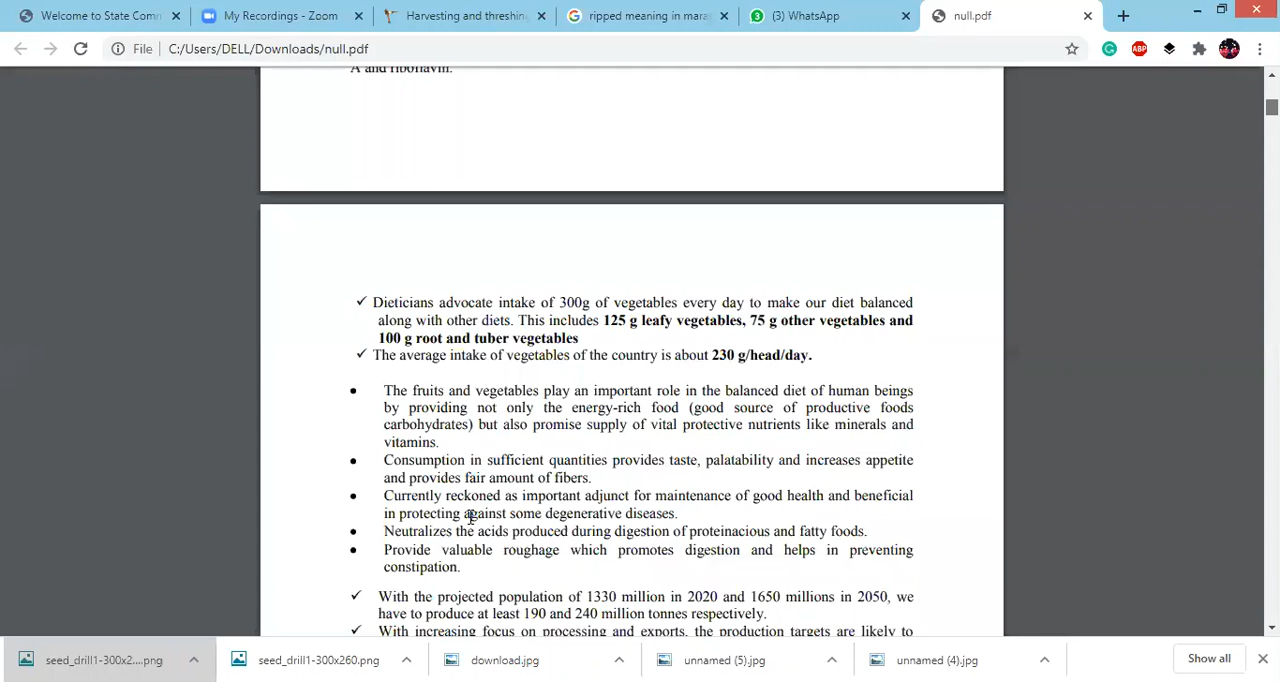 Welcome to State Comm
My Recordings - Zoom
Harvesting and threshin
ripped meaning in mara
(3) WhatsApp
null.pdf
File | C:/Users/DELL/Downloads/null.pdf
ABP
A and riboflavin.
✓ Dieticians advocate intake of 300g of vegetables every day to make our diet balanced
along with other diets. This includes 125 g leafy vegetables, 75 g other vegetables and
100 g root and tuber vegetables
✓ The average intake of vegetables of the country is about 230 g/head/day.
• The fruits and vegetables play an important role in the balanced diet of human beings
by providing not only the energy-rich food (good source of productive foods
carbohydrates) but also promise supply of vital protective nutrients like minerals and
vitamins.
• Consumption in sufficient quantities provides taste, palatability and increases appetite
and provides fair amount of fibers.
• Currently reckoned as important adjunct for maintenance of good health and beneficial
in protecting against some degenerative diseases.
• Neutralizes the acids produced during digestion of proteinacious and fatty foods.
• Provide valuable roughage which promotes digestion and helps in preventing
constipation.
✓ With the projected population of 1330 million in 2020 and 1650 millions in 2050, we
have to produce at least 190 and 240 million tonnes respectively.
✓ With increasing focus on processing and exports, the production targets are likely to
seed_drill1-300x2....png
seed_drill1-300x260.png
download.jpg
unnamed (5).jpg
unnamed (4).jpg
Show all